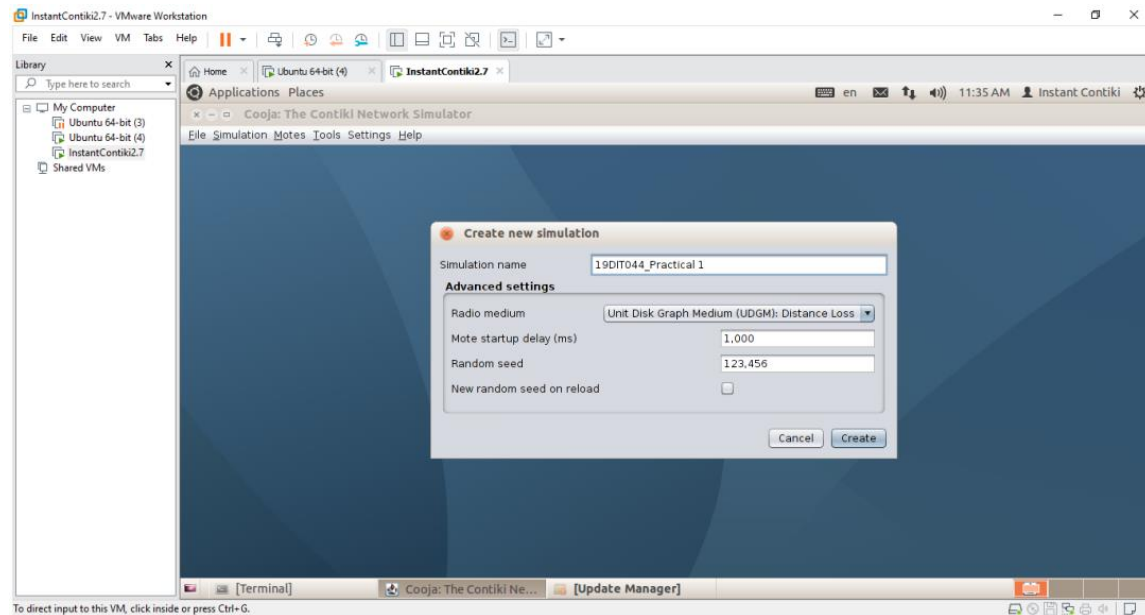 InstantContiki2.7 - VMware Workstation
File Edit View VM Tabs Help
Library
Type here to search
My Computer
Ubuntu 64-bit (3)
Ubuntu 64-bit (4)
InstantContiki2.7
Shared VMs
Home Ubuntu 64-bit (4) InstantContiki2.7
Applications Places en 11:35 AM Instant Contiki
Cooja: The Contiki Network Simulator
File Simulation Motes Tools Settings Help
Create new simulation
Simulation name 19DIT044_Practical 1
Advanced settings
Radio medium Unit Disk Graph Medium (UDGM): Distance Loss
Mote startup delay (ms) 1,000
Random seed 123,456
New random seed on reload
Cancel Create
[Terminal] Cooja: The Contiki Ne... [Update Manager]
To direct input to this VM, click inside or press Ctrl+G.